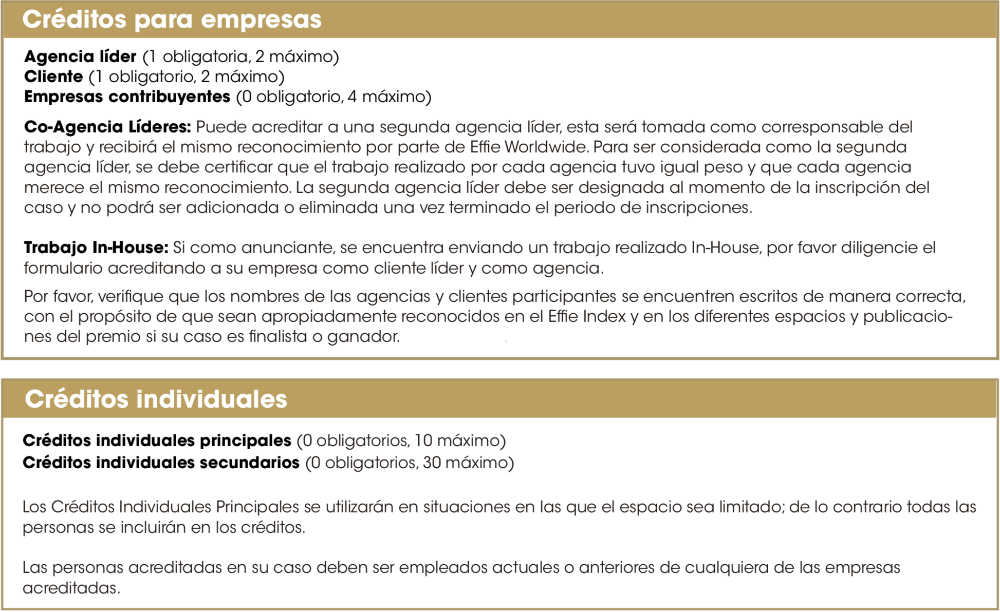 Créditos para empresas
Agencia líder (1 obligatoria, 2 máximo)
Cliente (1 obligatorio, 2 máximo)
Empresas contribuyentes (0 obligatorio, 4 máximo)
Co-Agencia Líderes: Puede acreditar a una segunda agencia líder, esta será tomada como corresponsable del
trabajo y recibirá el mismo reconocimiento por parte de Effie Worldwide. Para ser considerada como la segunda
agencia líder, se debe certificar que el trabajo realizado por cada agencia tuvo igual peso y que cada agencia
merece el mismo reconocimiento. La segunda agencia líder debe ser designada al momento de la inscripción del
caso y no podrá ser adicionada o eliminada una vez terminado el periodo de inscripciones.
Trabajo In-House: Si como anunciante, se encuentra enviando un trabajo realizado In-House, por favor diligencie el
formulario acreditando a su empresa como cliente líder y como agencia.
Por favor, verifique que los nombres de las agencias y clientes participantes se encuentren escritos de manera correcta,
con el propósito de que sean apropiadamente reconocidos en el Effie Index y en los diferentes espacios y publicacio-
nes del premio si su caso es finalista o ganador.
Créditos individuales
Créditos individuales principales (0 obligatorios, 10 máximo)
Créditos individuales secundarios (0 obligatorios, 30 máximo)
Los Créditos Individuales Principales se utilizarán en situaciones en las que el espacio sea limitado; de lo contrario todas las
personas se incluirán en los créditos.
Las personas acreditadas en su caso deben ser empleados actuales o anteriores de cualquiera de las empresas
acreditadas.